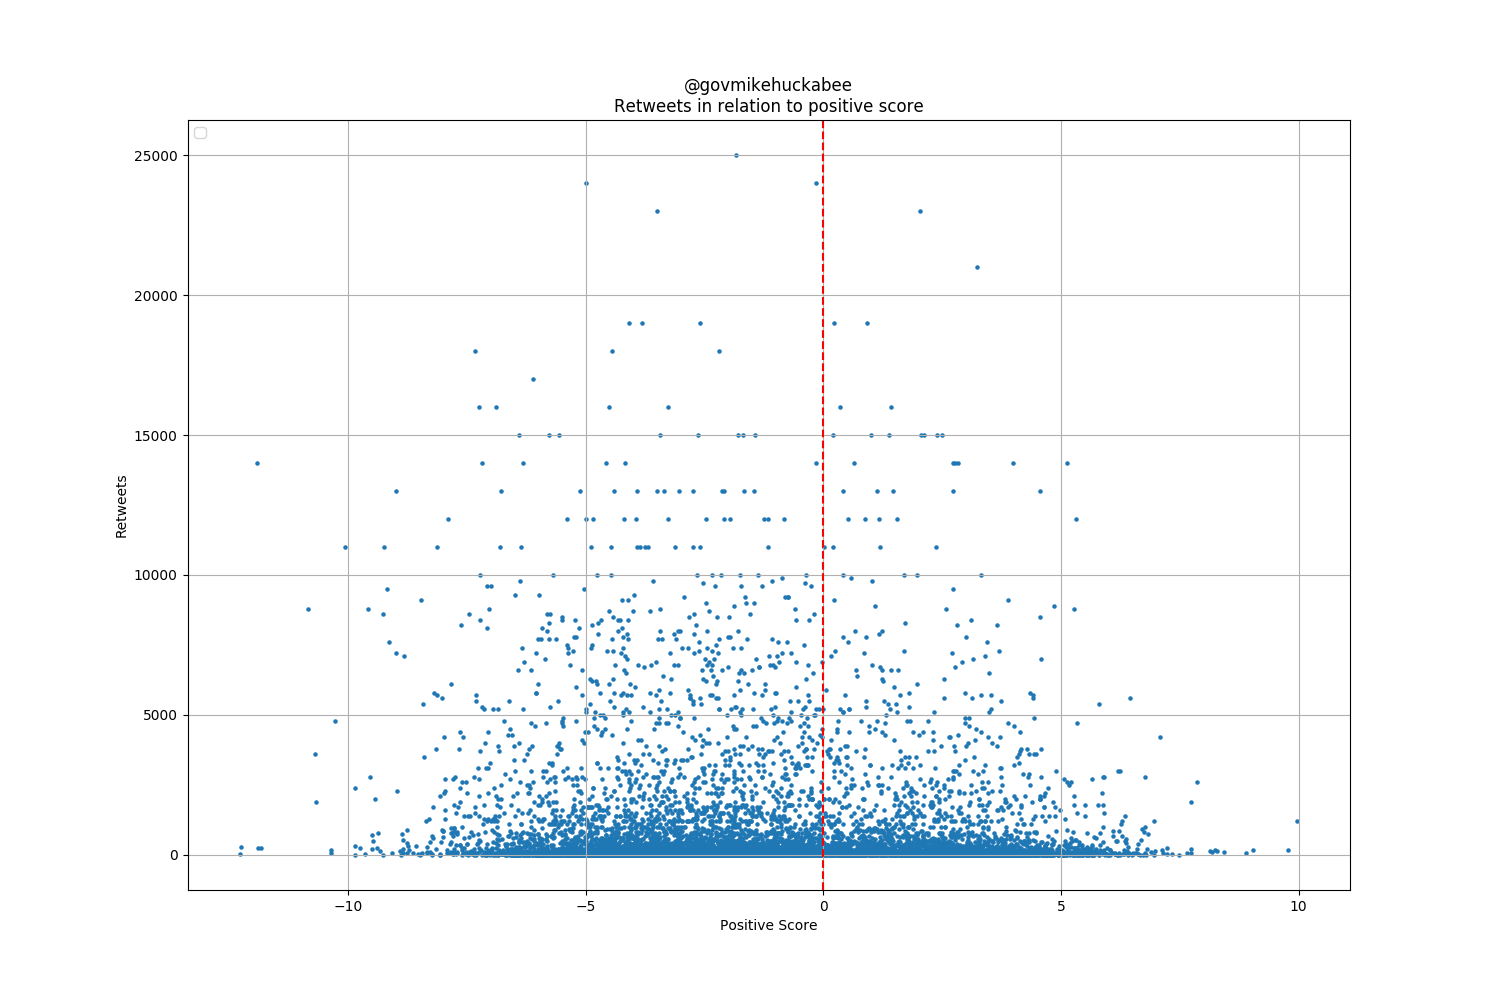 @govmikehuckabee
Retweets in relation to positive score
25000
20000
15000
10000
5000
0
Retweets
−10
−5
0
5
10
Positive Score